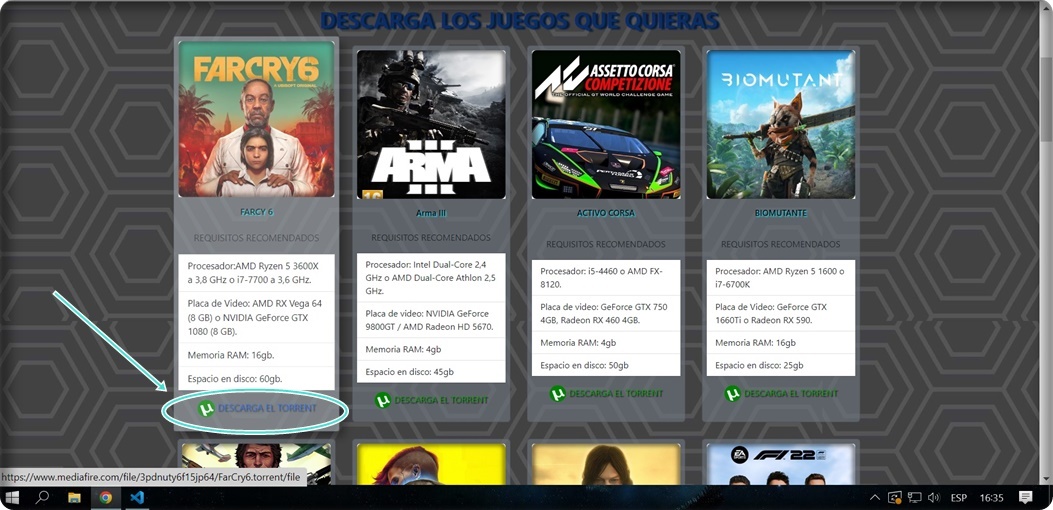 DESCARGA LOS JUEGOS QUE QUIERAS
FARCRY6
A UBISOFT ORIGINAL
FARCY 6
REQUISITOS RECOMENDADOS
Procesador:AMD Ryzen 5 3600X
a 3,8 GHz o i7-7700 a 3,6 GHz.
Placa de Video: AMD RX Vega 64
(8 GB) o NVIDIA GeForce GTX
1080 (8 GB).
Memoria RAM: 16gb.
Espacio en disco: 60gb.
DESCARGA EL TORRENT
ARMA
III
Arma III
REQUISITOS RECOMENDADOS
Procesador: Intel Dual-Core 2,4
GHz o AMD Dual-Core Athlon 2,5
GHz.
Placa de video: NVIDIA GeForce
9800GT / AMD Radeon HD 5670.
Memoria RAM: 4gb
Espacio en disco: 45gb
DESCARGA EL TORRENT
ASSETTO CORSA
COMPETIZIONE
THE OFFICIAL GT WORLD CHALLENGE GAME
ACTIVO CORSA
REQUISITOS RECOMENDADOS
Procesador: i5-4460 o AMD FX-
8120.
Placa de video: GeForce GTX 750
4GB, Radeon RX 460 4GB.
Memoria RAM: 4gb
Espacio en disco: 50gb
DESCARGA EL TORRENT
BIOMUTANT
BIOMUTANTE
REQUISITOS RECOMENDADOS
Procesador: AMD Ryzen 5 1600 o
i7-6700K
Placa de Video: GeForce GTX
1660Ti o Radeon RX 590.
Memoria RAM: 16gb
Espacio en disco: 25gb
DESCARGA EL TORRENT
EA SPORTS F1 22
https://www.mediafire.com/file/3pdnuty6f15jp64/FarCry6.torrent/file
ESP
16:35